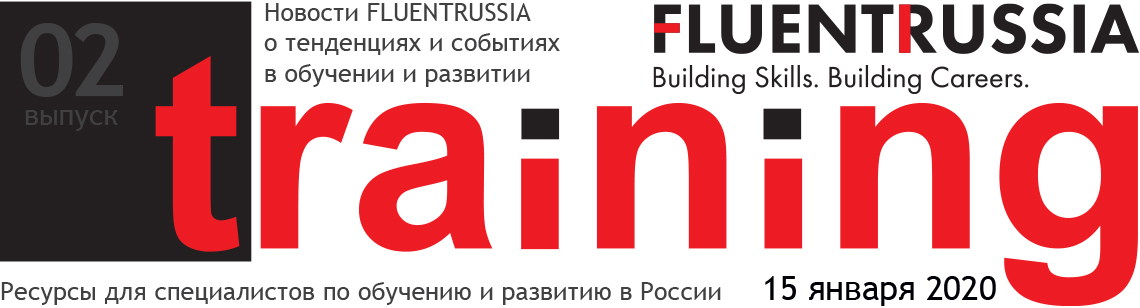 02
выпуск
Новости FLUENTRUSSIA
о тенденциях и событиях
в обучении и развитии
FLUENTRUSSIA
Building Skills. Building Careers.
training
Ресурсы для специалистов по обучению и развитию в России
15 января 2020